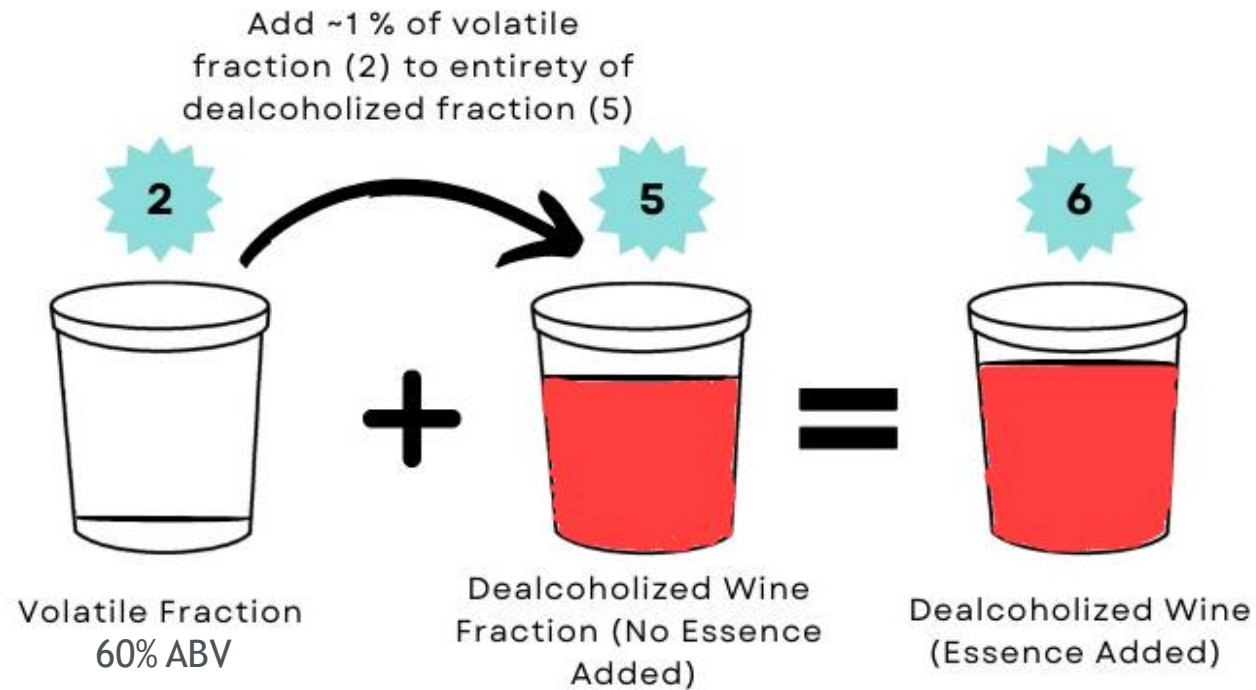 Add ~1 % of volatile
fraction (2) to entirety of
dealcoholized fraction (5)
2
5
6
Volatile Fraction
60% ABV
Dealcoholized Wine
Fraction (No Essence
Added)
Dealcoholized Wine
(Essence Added)